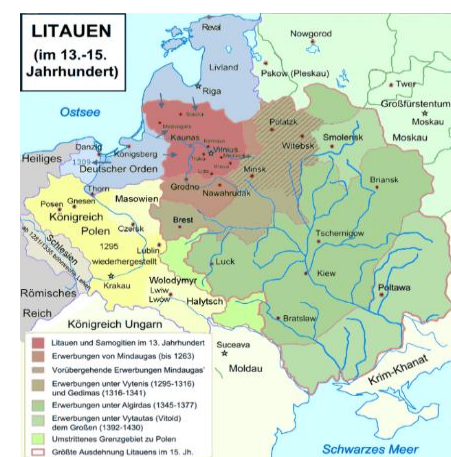 LITAUEN
(im 13.-15.
Jahrhundert)
Reval
Nowgorod
Livland
Pskow (Pleskau)
Riga
Twer
Ostsee
Großfürstentum
Moskau
Moskau
Polatzk
Kaunas
Smolensk
Danzig
Königsberg
Vilnius
Witebsk
Heiliges
1309
Deutscher Orden
Minsk
Briansk
Thorn
Grodno
Nawahrudak
Masowien
Posen
Gnesen
Königreich
Brest
Polen
Czersk
1295
Lublin
Tschernigow
wiederhergestellt
Luck
Schlesien
Kiew
Krakau
Wolodymyr
Poltawa
Römisches
Lwiw
Lwów
Halytsch
Reich
Bratslaw
Königreich Ungarn
Suceava
Moldau
Krim-Khanat
Schwarzes Meer
Litauen und Samogitien im 13. Jahrhundert
Erwerbungen von Mindaugas (bis 1263)
Vorübergehende Erwerbungen Mindaugas'
Erwerbungen unter Vytenis (1295-1316)
und Gedimas (1316-1341)
Erwerbungen unter Algirdas (1345-1377)
Erwerbungen unter Vytautas (Vitold)
dem Großen (1392-1430)
Umstrittenes Grenzgebiet zu Polen
Größte Ausdehnung Litauens im 15. Jh.